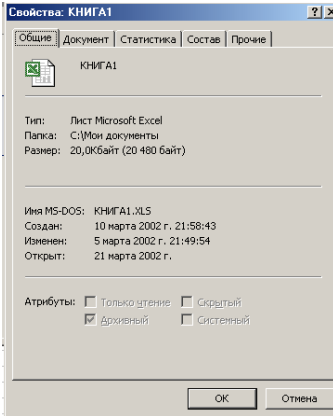 Свойства: КНИГА1
Общие Документ Статистика Состав Прочие
КНИГА1
Тип: Лист Microsoft Excel
Папка: C:\Мои документы
Размер: 20,0Кбайт (20 480 байт)
Имя MS-DOS: КНИГА1.XLS
Создан: 10 марта 2002 г. 21:58:43
Изменен: 5 марта 2002 г. 21:49:54
Открыт: 21 марта 2002 г.
Атрибуты: Только чтение Скрытый
Архивный Системный
ОК Отмена